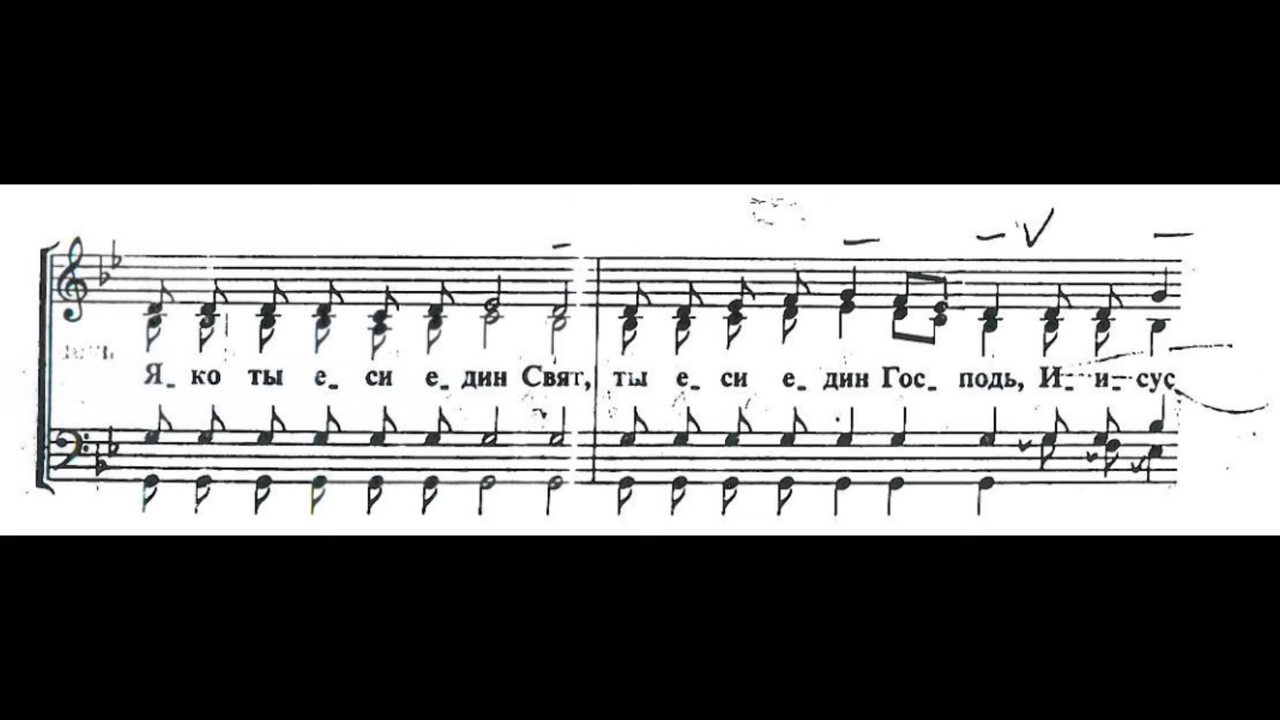 Я_ ко ты е_ си е_ дин Свят, ты е_ си е_ дин Гос_ подь, И_ и_ сус